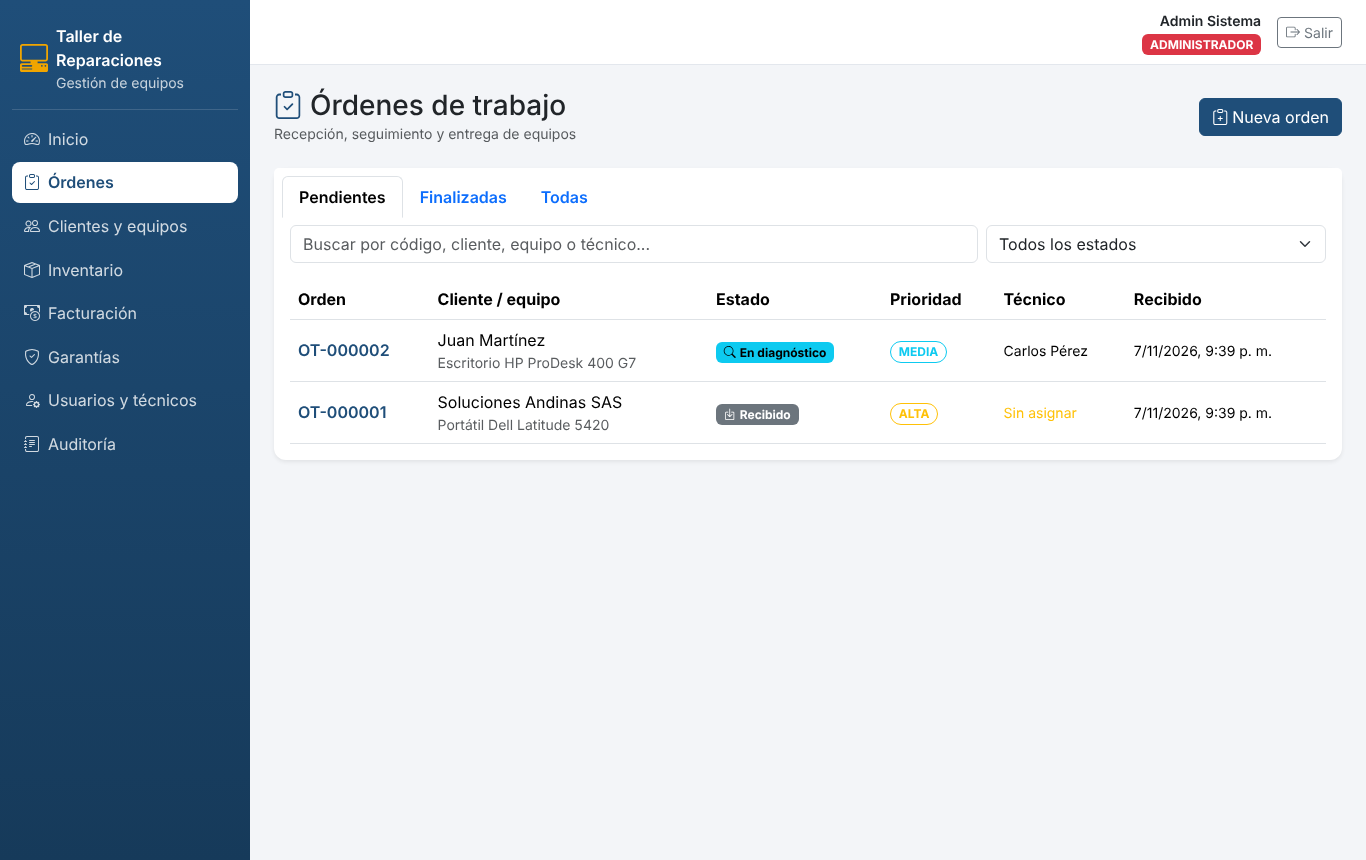 Taller de
Reparaciones
Gestión de equipos
Inicio
Órdenes
Clientes y equipos
Inventario
Facturación
Garantías
Usuarios y técnicos
Auditoría
Admin Sistema
ADMINISTRADOR
Salir
Órdenes de trabajo
Recepción, seguimiento y entrega de equipos
Nueva orden
Pendientes Finalizadas Todas
Buscar por código, cliente, equipo o técnico... Todos los estados
Orden Cliente / equipo Estado Prioridad Técnico Recibido
OT-000002 Juan Martínez En diagnóstico MEDIA Carlos Pérez 7/11/2026, 9:39 p. m.
Escritorio HP ProDesk 400 G7
OT-000001 Soluciones Andinas SAS Recibido ALTA Sin asignar 7/11/2026, 9:39 p. m.
Portátil Dell Latitude 5420